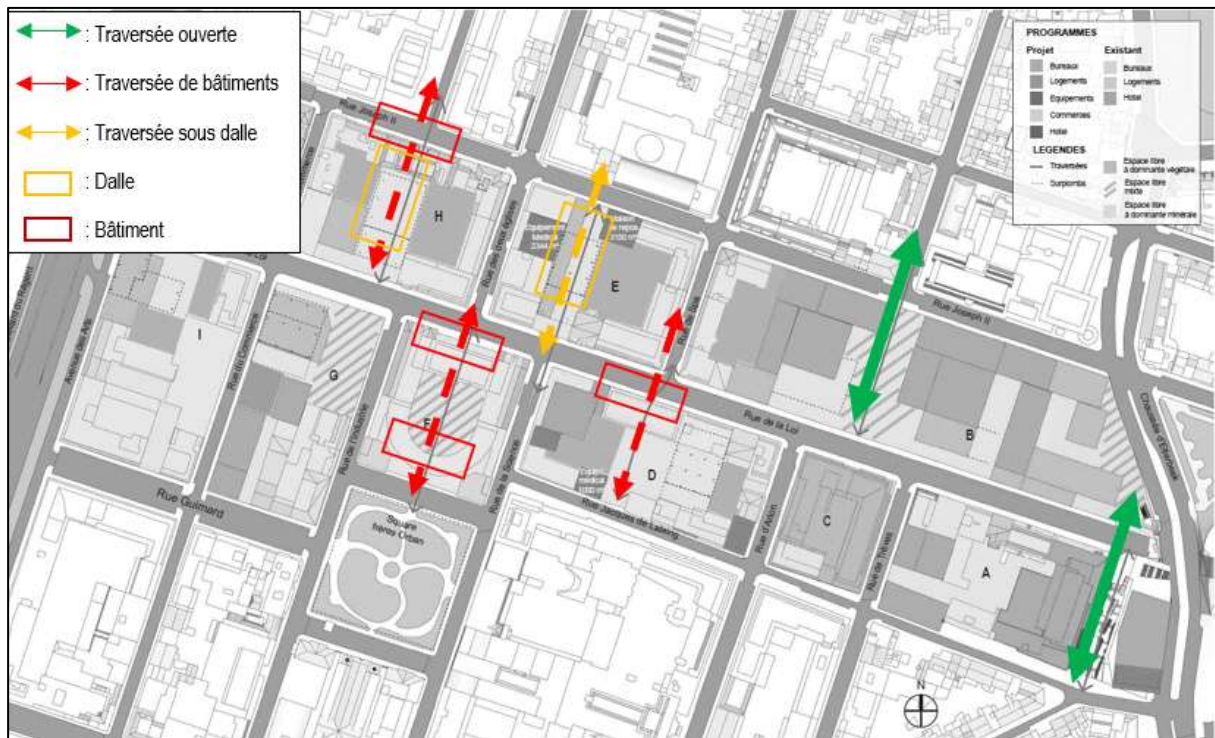 : Traversée ouverte
: Traversée de bâtiments
: Traversée sous dalle
: Dalle
: Bâtiment
PROGRAMMES
Projet Existant
Bureaux Bureaux
Logements Logements
Equipements Hotel
Commerces
Hotel
LEGENDES
Traversées Espace libre
à dominante végétale
Surplombs Espace libre
mixte
Espace libre
à dominante minérale
Rue Joseph II
H
Rue des deux églises
E
Rue de Spa
Rue Joseph II
Loi
I
Avenue des Arts
Rue du Commerce
G
Rue de l'Industrie
F
Rue de la Science
D
Rue de la Loi
B
Chaussée d'Etterbeek
Rue Guimard
Square
frères Orban
Rue Jacques de Lalaing
Rue d'Arlon
C
Rue de Trèves
A
N